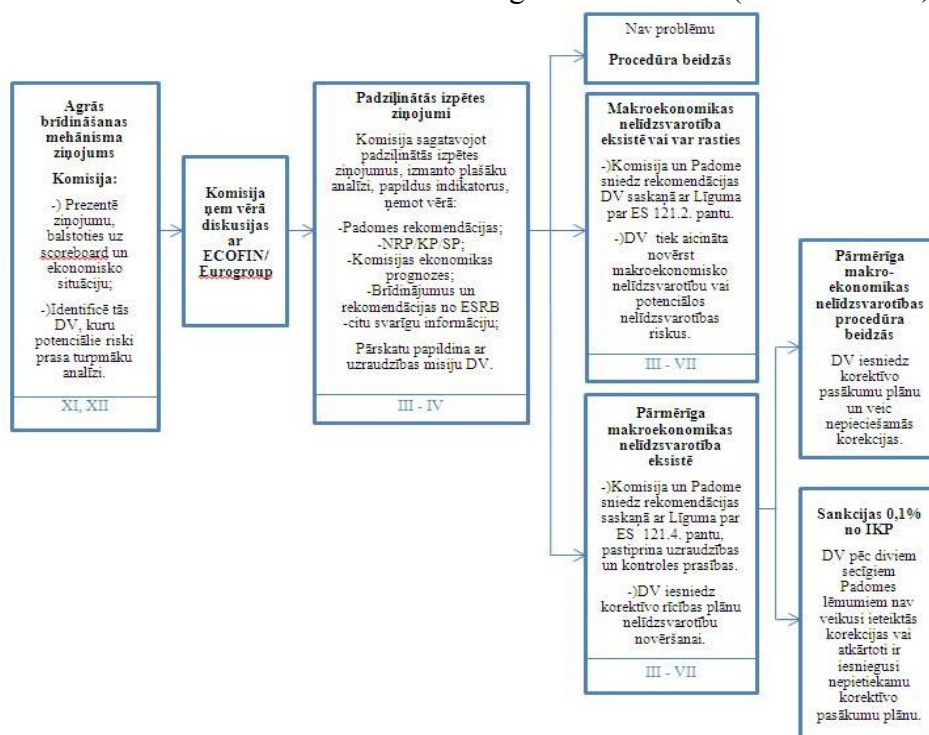 Agrās
brīdināšanas
mehānisma
ziņojums
Komisija:
-) Prezentē
ziņojumu,
balstoties uz
scoreboard un
ekonomisko
situāciju;
-)Identificē tās
DV, kuru
potenciālie riski
prasa turpmāku
analīzi.
XI, XII
Komisija
ņem vērā
diskusijas
ar
ECOFIN/
Eurogroup
Padziļinātās izpētes
ziņojumi
Komisija sagatavojot
padziļinātās izpētes
ziņojumus, izmanto plašāku
analīzi, papildus indikatorus,
ņemot vērā:
-Padomes rekomendācijas;
-NRP/KP/SP;
-Komisijas ekonomikas
prognozes;
-Brīdinājumus un
rekomendācijas no ESRB
-citu svarīgu informāciju;
Pārskatu papildina ar
uzraudzības misiju DV.
III - IV
Nav problēmu
Procedūra beidzās
Makroekonomikas
nelīdzsvarotība
eksistē vai var rasties
-)Komisija un Padome
sniedz rekomendācijas
DV saskaņā ar Līguma
par ES 121.2. pantu.
-)DV tiek aicināta
novērst
makroekonomisko
nelīdzsvarotību vai
potenciālos
nelīdzsvarotības
riskus.
III - VII
Pārmērīga
makroekonomikas
nelīdzsvarotība
eksistē
-)Komisija un Padome
sniedz rekomendācijas
saskaņā ar Līguma par
ES 121.4. pantu,
pastiprina uzraudzības
un kontroles prasības.
-)DV iesniedz
korektīvo rīcības plānu
nelīdzsvarotību
novēršanai.
III - VII
Pārmērīga
makro-
ekonomikas
nelīdzsvarotības
procedūra
beidzās
DV iesniedz
korektīvo
pasākumu plānu
un veic
nepieciešamās
korekcijas.
Sankcijas 0,1%
no IKP
DV pēc diviem
secīgiem
Padomes
lēmumiem nav
veikusi ieteiktās
korekcijas vai
atkārtoti ir
iesniegusi
nepietiekamu
korektīvo
pasākumu plānu.